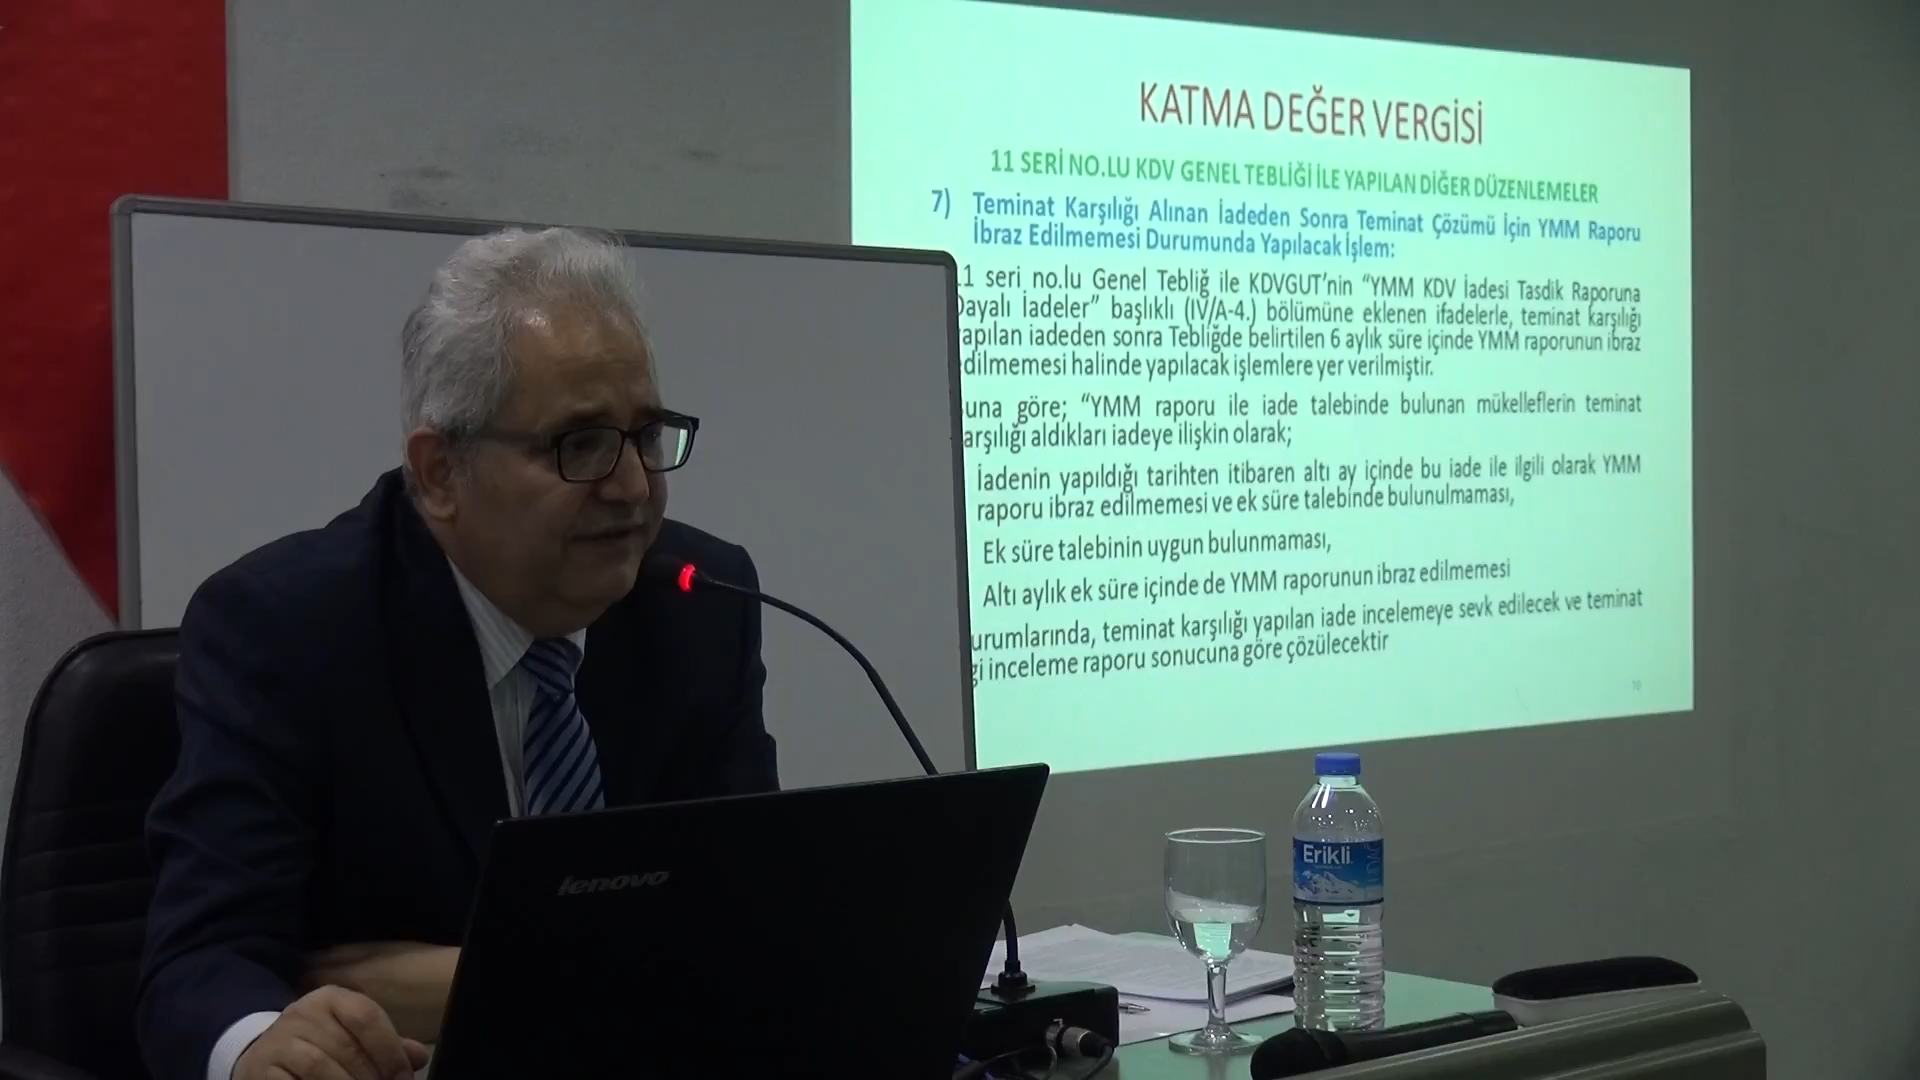 KATMA DEĞER VERGİSİ
11 SERİ NO.LU KDV GENEL TEBLİĞİ İLE YAPILAN DİĞER DÜZENLEMELER
7) Teminat Karşılığı Alınan İadeden Sonra Teminat Çözümü İçin YMM Raporu
İbraz Edilmemesi Durumunda Yapılacak İşlem:
1 seri no.lu Genel Tebliğ ile KDVGUT’nin “YMM KDV İadesi Tasdik Raporuna
Dayalı İadeler” başlıklı (IV/A-4.) bölümüne eklenen ifadelerle, teminat karşılığı
yapılan iadeden sonra Tebliğde belirtilen 6 aylık süre içinde YMM raporunun ibraz
dilmemesi halinde yapılacak işlemlere yer verilmiştir.
una göre; “YMM raporu ile iade talebinde bulunan mükelleflerin teminat
arşılığı aldıkları iadeye ilişkin olarak;
İadenin yapıldığı tarihten itibaren altı ay içinde bu iade ile ilgili olarak YMM
raporu ibraz edilmemesi ve ek süre talebinde bulunulmaması,
Ek süre talebinin uygun bulunmaması,
Altı aylık ek süre içinde de YMM raporunun ibraz edilmemesi
urumlarında, teminat karşılığı yapılan iade incelemeye sevk edilecek ve teminat
gi inceleme raporu sonucuna göre çözülecektir
10
lenovo
Erikli